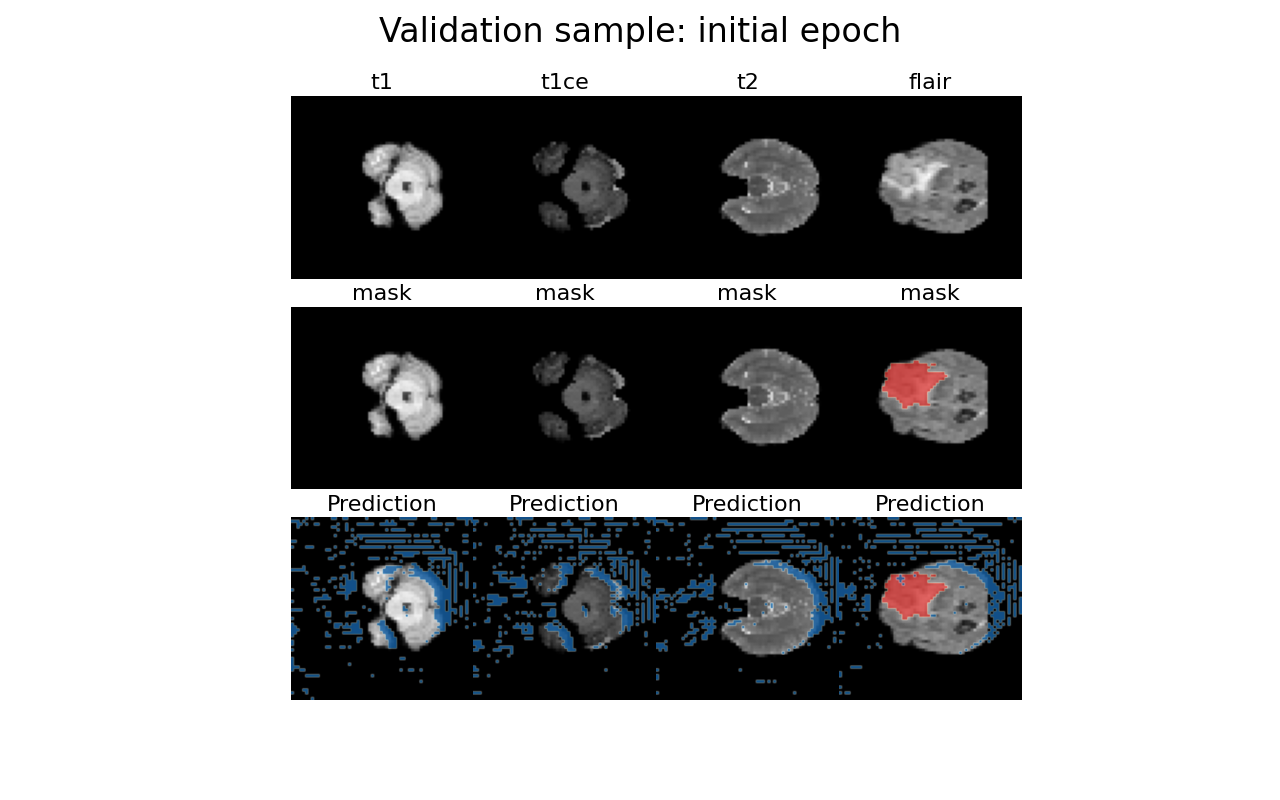 Validation sample: initial epoch
t1 t1ce t2 flair
mask mask mask mask
Prediction Prediction Prediction Prediction